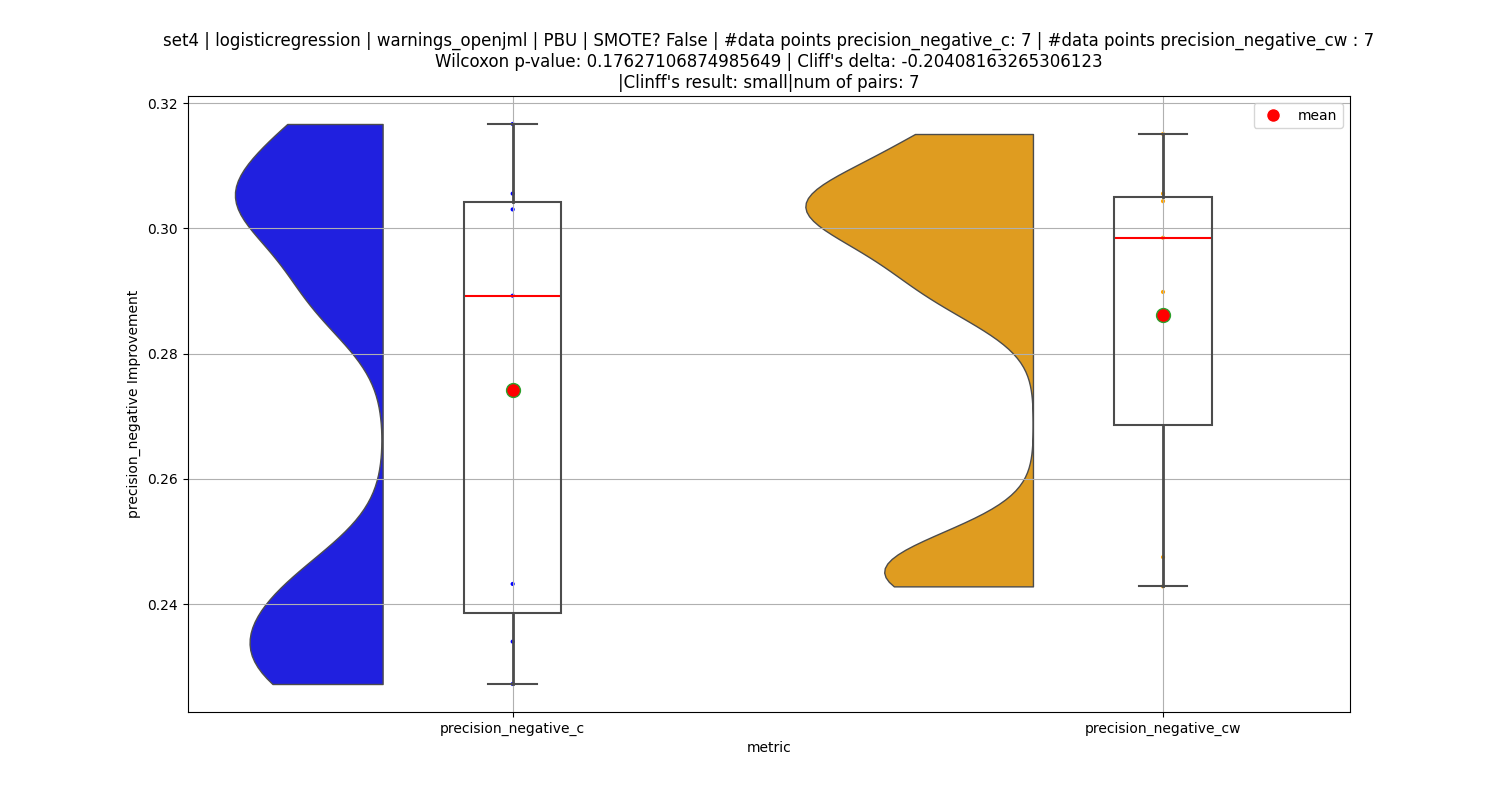 set4 | logisticregression | warnings_openjml | PBU | SMOTE? False | #data points precision_negative_c: 7 | #data points precision_negative_cw : 7
Wilcoxon p-value: 0.17627106874985649 | Cliff's delta: -0.20408163265306123
|Clinff's result: small|num of pairs: 7
mean
0.32
0.30
0.28
0.26
0.24
precision_negative Improvement
precision_negative_c
precision_negative_cw
metric